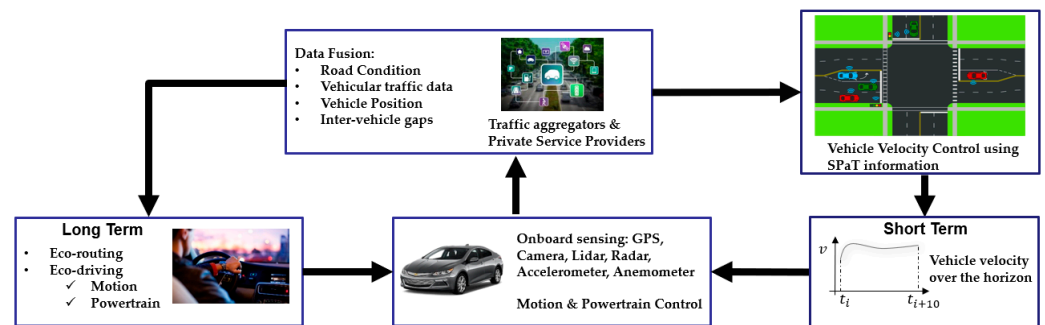 Data Fusion:
• Road Condition
• Vehicular traffic data
• Vehicle Position
• Inter-vehicle gaps
Traffic aggregators &
Private Service Providers
Vehicle Velocity Control using
SPaT information
Long Term
• Eco-routing
• Eco-driving
✓ Motion
✓ Powertrain
Onboard sensing: GPS,
Camera, Lidar, Radar,
Accelerometer, Anemometer
Motion & Powertrain Control
Short Term
v
Vehicle velocity
over the horizon
t_i
t_{i+10}